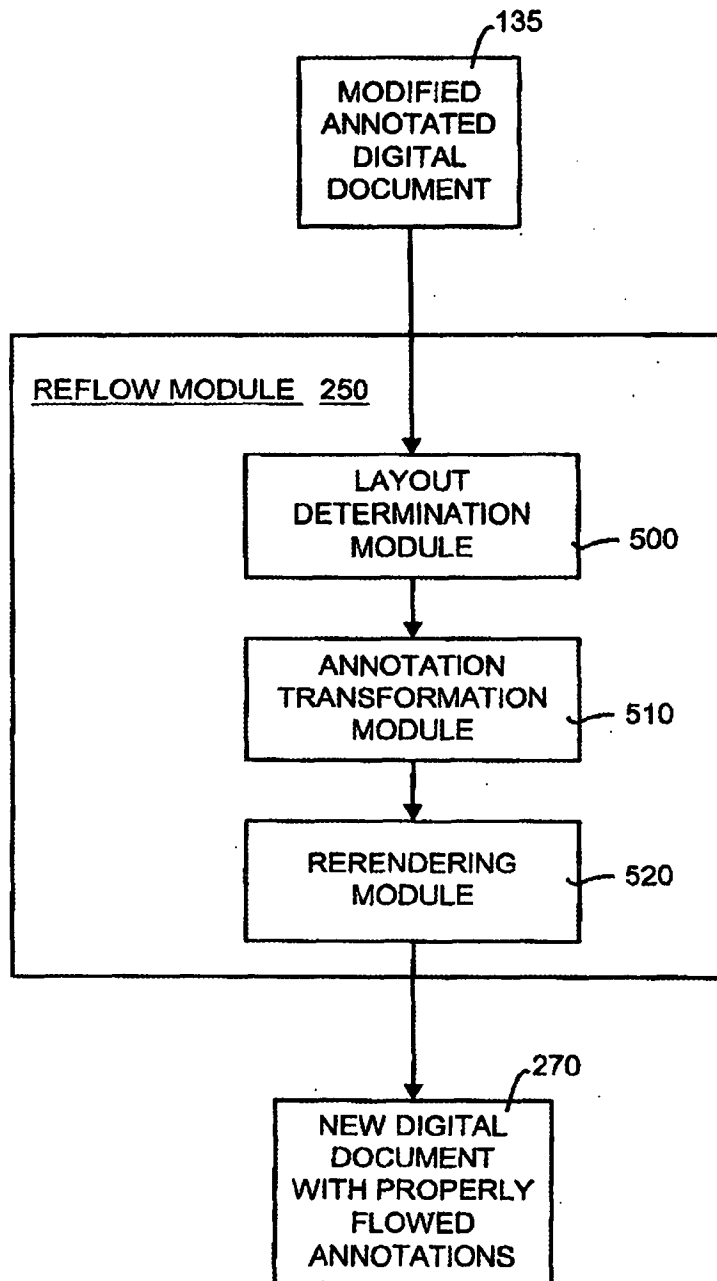 135
MODIFIED
ANNOTATED
DIGITAL
DOCUMENT
REFLOW MODULE 250
LAYOUT
DETERMINATION
MODULE
500
ANNOTATION
TRANSFORMATION
MODULE
510
RERENDERING
MODULE
520
270
NEW DIGITAL
DOCUMENT
WITH PROPERLY
FLOWED
ANNOTATIONS